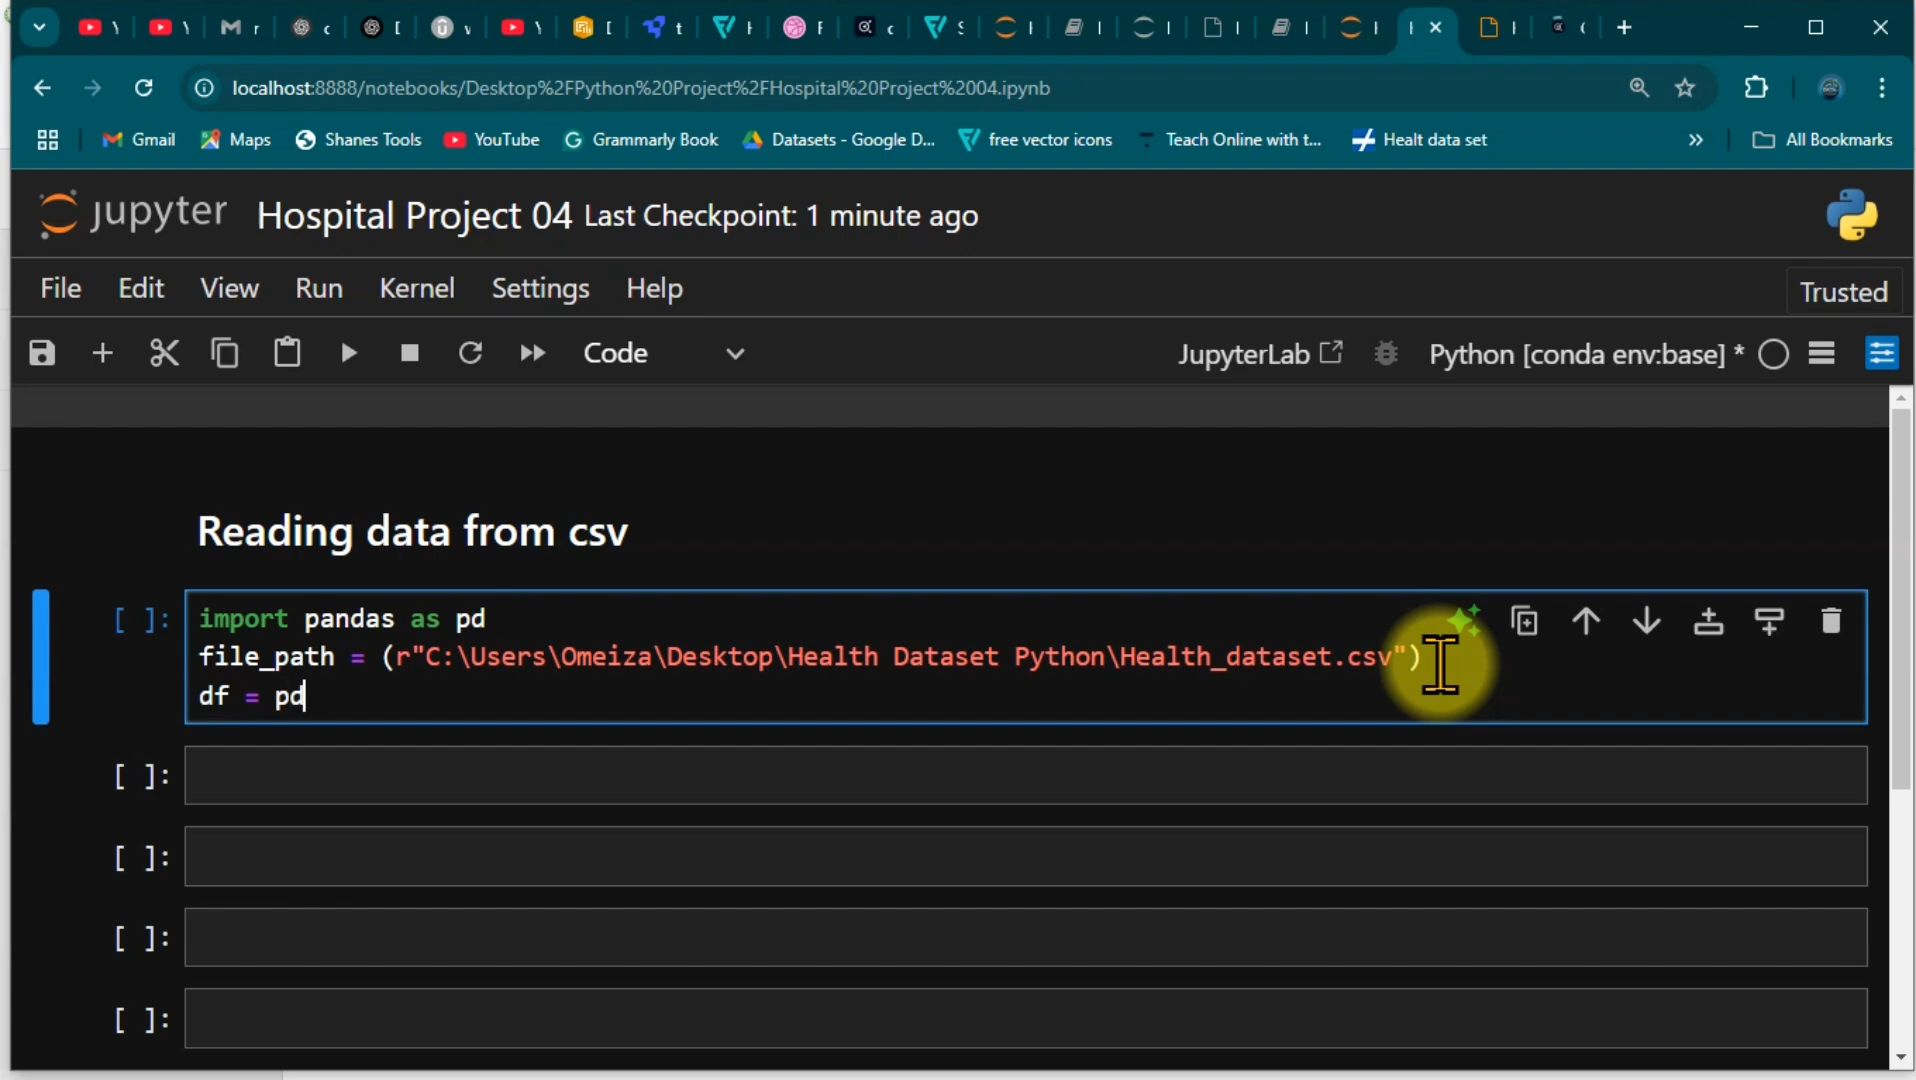 localhost:8888/notebooks/Desktop%2FPython%20Project%2FHospital%20Project%2004.ipynb
Gmail Maps Shanes Tools YouTube Grammarly Book Datasets - Google D... free vector icons Teach Online with t... Healt data set » All Bookmarks
jupyter Hospital Project 04 Last Checkpoint: 1 minute ago
File Edit View Run Kernel Settings Help Trusted
Code JupyterLab Python [conda env:base] *
Reading data from csv
[ ]: import pandas as pd
file_path = (r"C:\Users\Omeiza\Desktop\Health Dataset Python\Health_dataset.csv")
df = pd
[ ]:
[ ]:
[ ]:
[ ]: